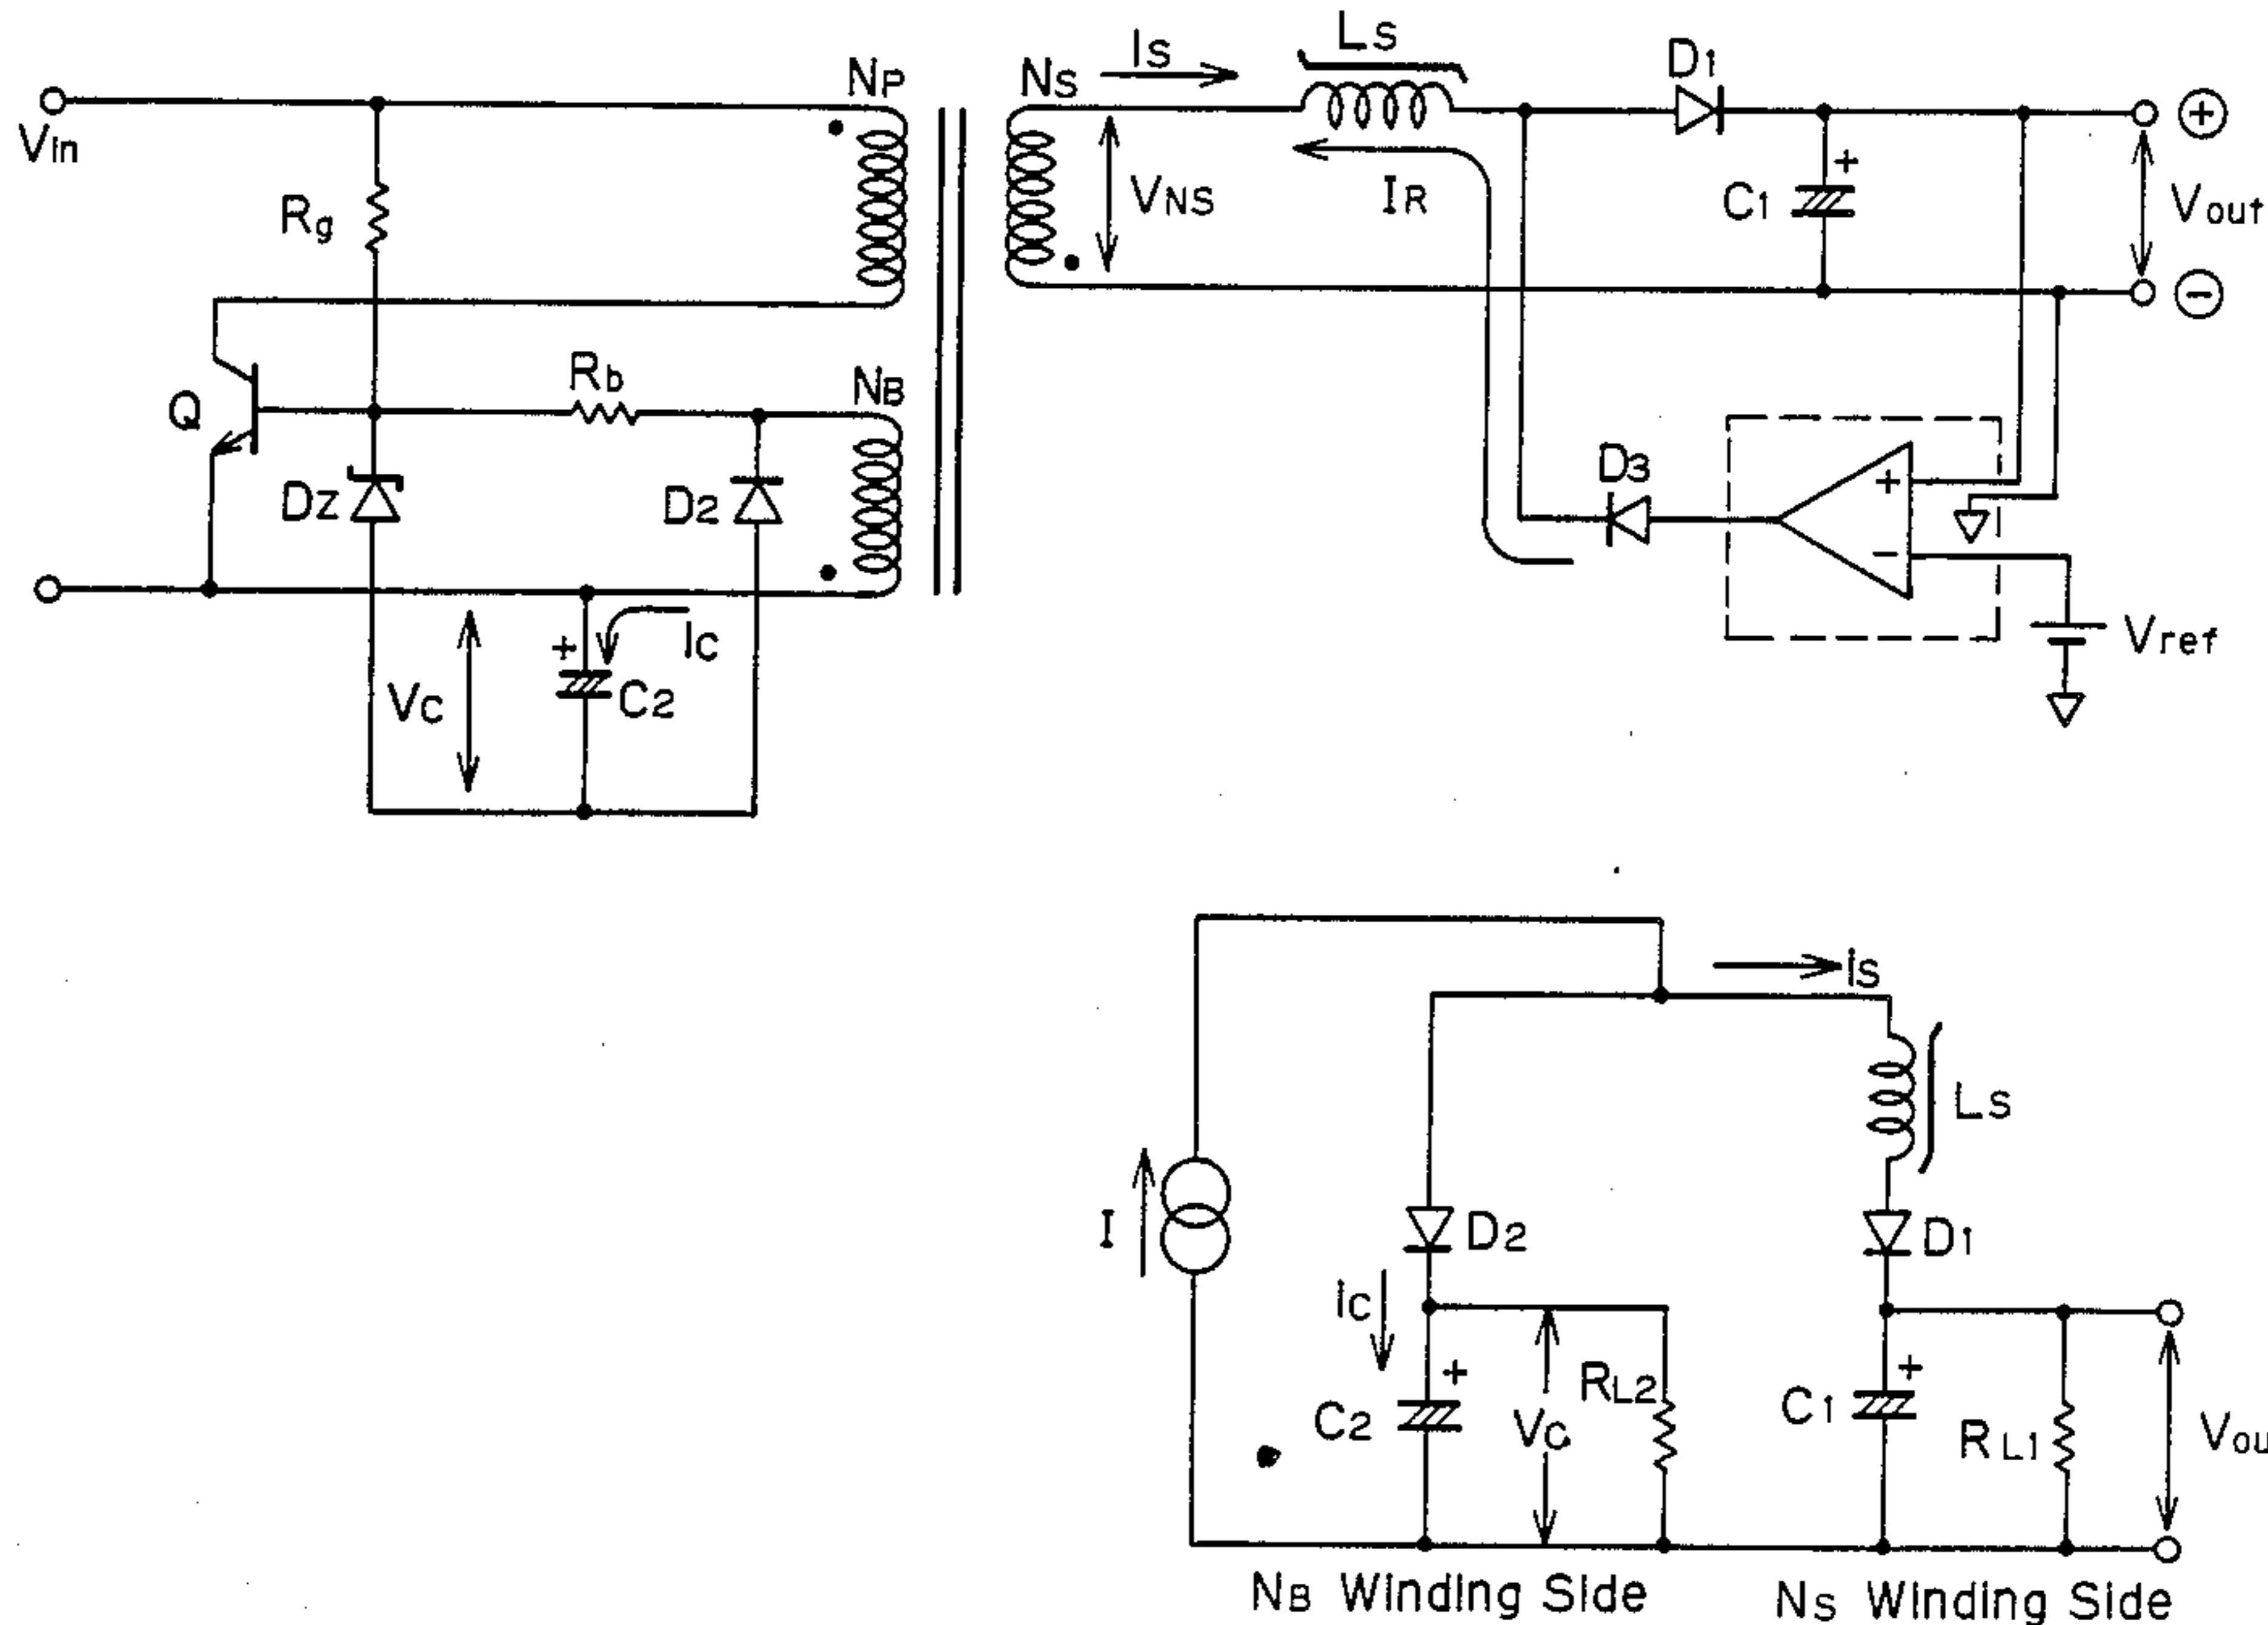 NP
NS
IS
LS
D1
Vin
Rg
VNS
IR
C1
+
Vout
+
−
Q
Rb
NB
DZ
D2
D3
+
−
Vref
VC
+
IC
C2
is
LS
I
D2
D1
ic
+
C2
VC
RL2
+
C1
RL1
Vou
NB Winding Side
NS Winding Side